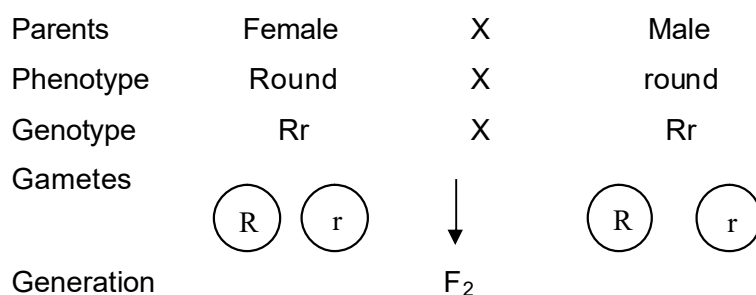 Parents Female X Male
Phenotype Round X round
Genotype Rr X Rr
Gametes
R r R r
Generation F₂